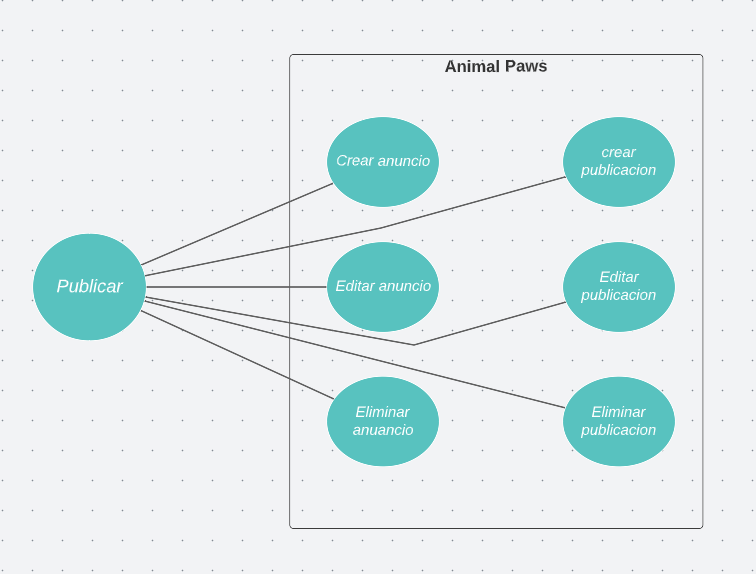 Animal Paws
Crear anuncio
crear
publicacion
Publicar
Editar anuncio
Editar
publicacion
Eliminar
anuancio
Eliminar
publicacion